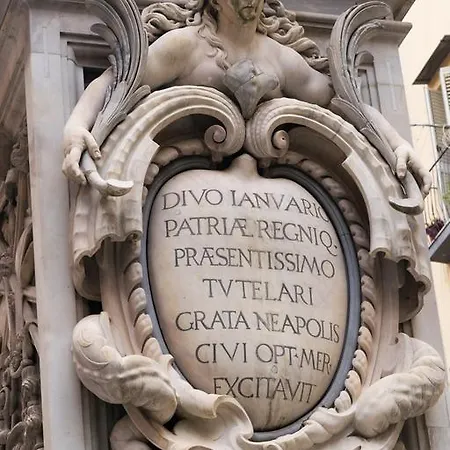 DIVO IANVARIO
PATRIÆ REGNIQ.
PRÆSENTISSIMO
TVTELARI
GRATA NEAPOLIS
CIVI OPT·MER·
EXCITAVIT